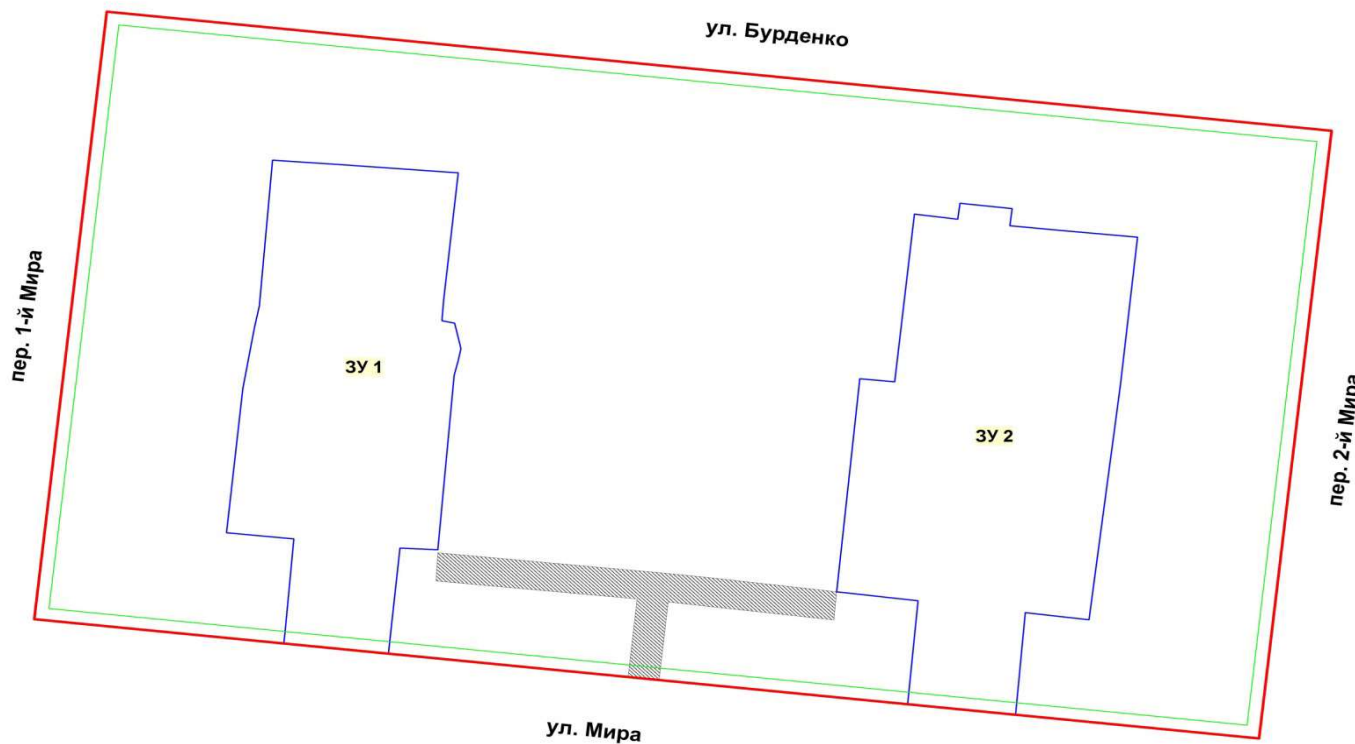 ул. Бурденко
пер. 1-й Мира
ЗУ 1
ЗУ 2
пер. 2-й Мира
ул. Мира